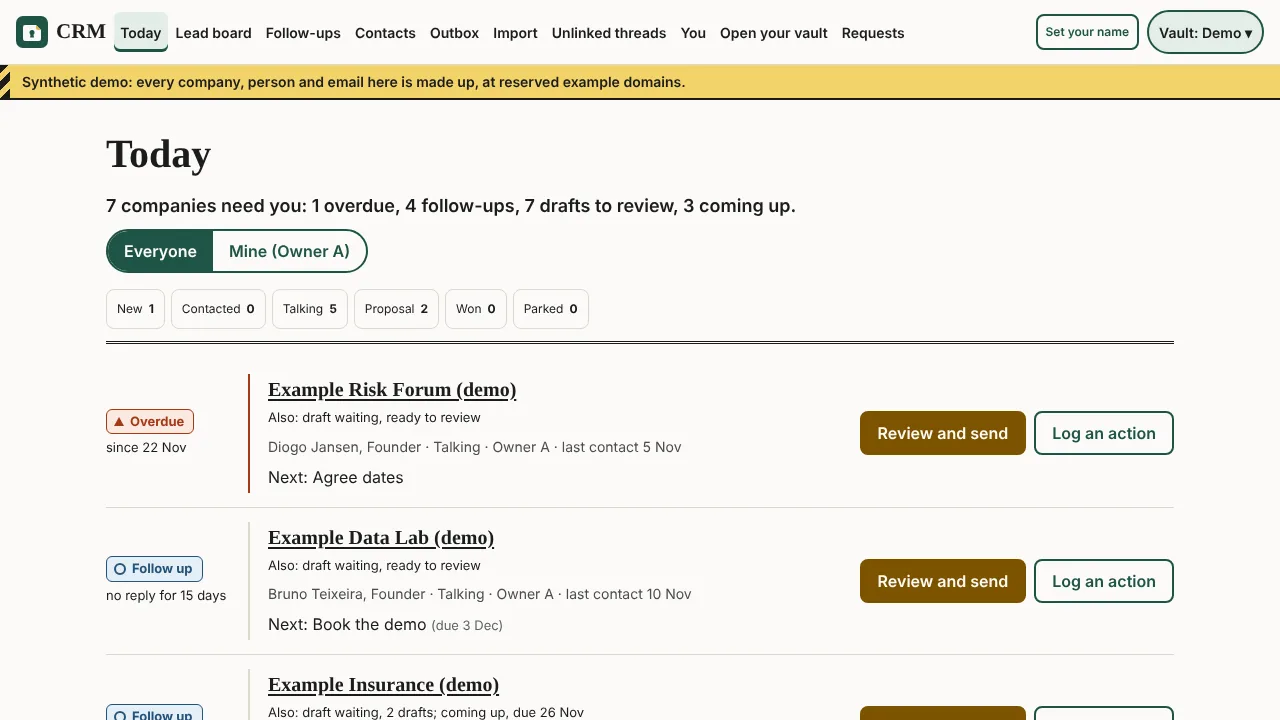 CRM Today Lead board Follow-ups Contacts Outbox Import Unlinked threads You Open your vault Requests Set your name Vault: Demo ▾
Synthetic demo: every company, person and email here is made up, at reserved example domains.
Today
7 companies need you: 1 overdue, 4 follow-ups, 7 drafts to review, 3 coming up.
Everyone Mine (Owner A)
New 1 Contacted 0 Talking 5 Proposal 2 Won 0 Parked 0
Overdue
since 22 Nov
Example Risk Forum (demo)
Also: draft waiting, ready to review
Diogo Jansen, Founder · Talking · Owner A · last contact 5 Nov
Next: Agree dates
Review and send Log an action
Follow up
no reply for 15 days
Example Data Lab (demo)
Also: draft waiting, ready to review
Bruno Teixeira, Founder · Talking · Owner A · last contact 10 Nov
Next: Book the demo (due 3 Dec)
Review and send Log an action
Follow up
Example Insurance (demo)
Also: draft waiting, 2 drafts; coming up, due 26 Nov